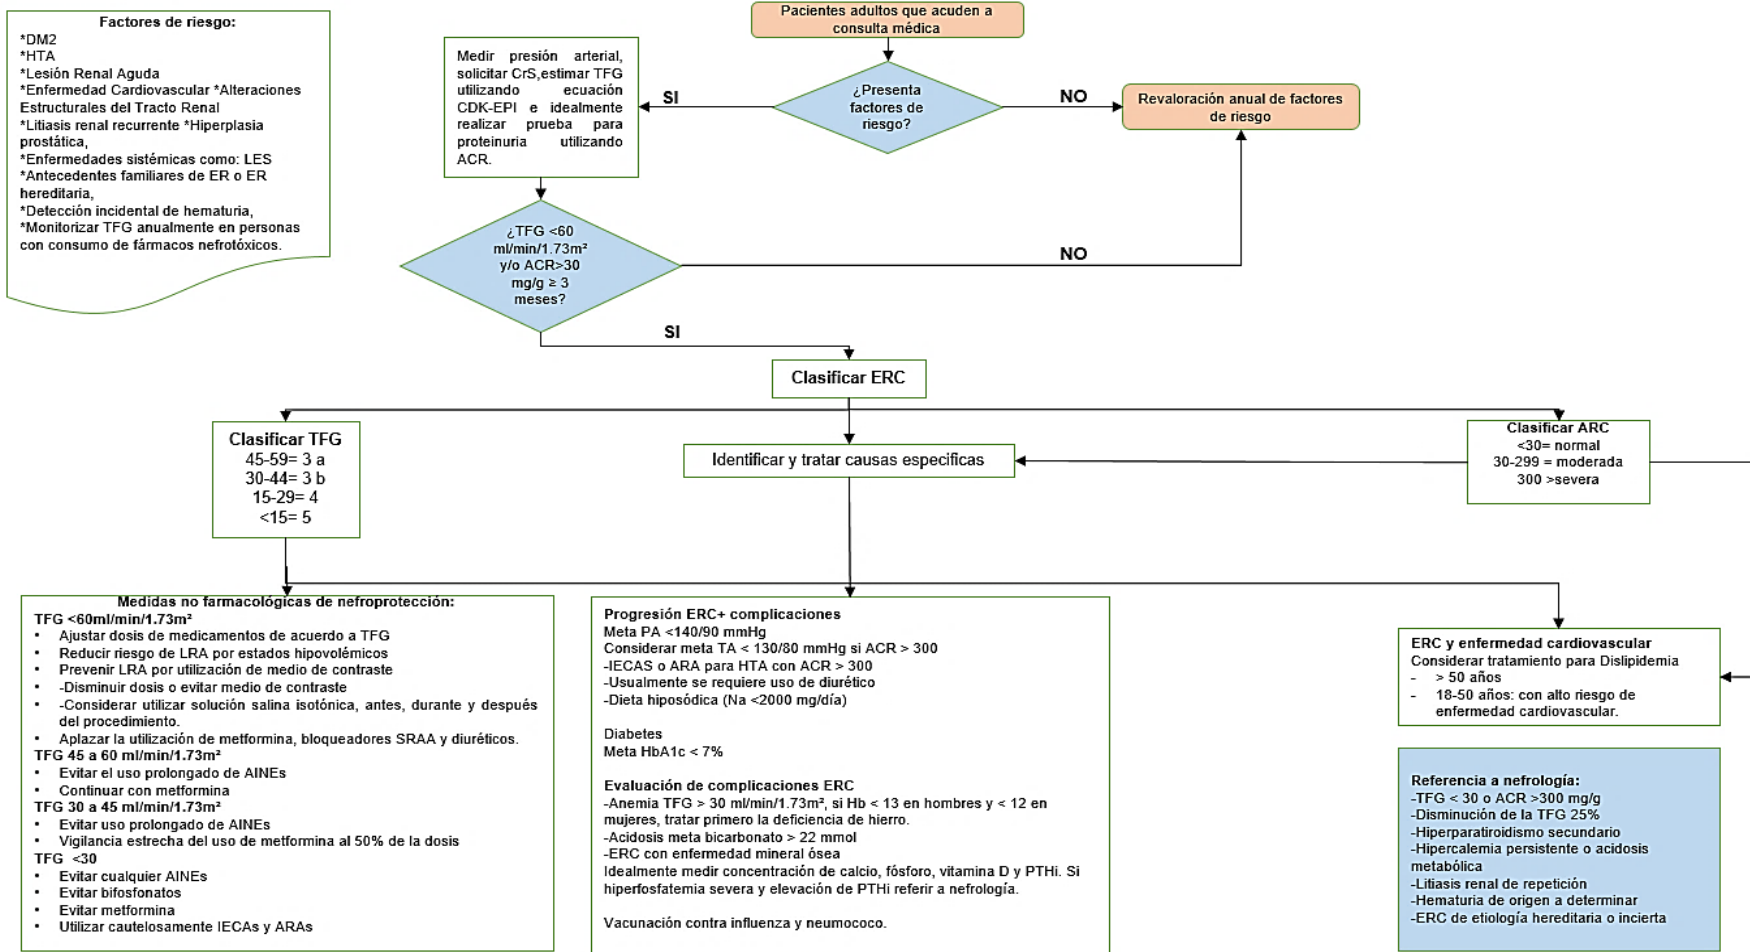 Factores de riesgo:
*DM2
*HTA
*Lesión Renal Aguda
*Enfermedad Cardiovascular *Alteraciones
Estructurales del Tracto Renal
*Litiasis renal recurrente *Hiperplasia
prostática,
*Enfermedades sistémicas como: LES
*Antecedentes familiares de ER o ER
hereditaria,
*Detección incidental de hematuria,
*Monitorizar TFG anualmente en personas
con consumo de fármacos nefrotóxicos.
Pacientes adultos que acuden a
consulta médica
¿Presenta
factores de
riesgo?
SI
NO
Medir presión arterial,
solicitar CrS,estimar TFG
utilizando ecuación
CDK-EPI e idealmente
realizar prueba para
proteinuria utilizando
ACR.
Revaloración anual de factores
de riesgo
¿TFG <60
ml/min/1.73m²
y/o ACR>30
mg/g ≥ 3
meses?
NO
SI
Clasificar ERC
Clasificar TFG
45-59= 3 a
30-44= 3 b
15-29= 4
<15= 5
Identificar y tratar causas especificas
Clasificar ARC
<30= normal
30-299 = moderada
300 >severa
Medidas no farmacológicas de nefroprotección:
TFG <60ml/min/1.73m²
• Ajustar dosis de medicamentos de acuerdo a TFG
• Reducir riesgo de LRA por estados hipovolémicos
• Prevenir LRA por utilización de medio de contraste
• -Disminuir dosis o evitar medio de contraste
• -Considerar utilizar solución salina isotónica, antes, durante y después
del procedimiento.
• Aplazar la utilización de metformina, bloqueadores SRAA y diuréticos.
TFG 45 a 60 ml/min/1.73m²
• Evitar el uso prolongado de AINEs
• Continuar con metformina
TFG 30 a 45 ml/min/1.73m²
• Evitar uso prolongado de AINEs
• Vigilancia estrecha del uso de metformina al 50% de la dosis
TFG <30
• Evitar cualquier AINEs
• Evitar bifosfonatos
• Evitar metformina
• Utilizar cautelosamente IECAs y ARAs
Progresión ERC+ complicaciones
Meta PA <140/90 mmHg
Considerar meta TA < 130/80 mmHg si ACR > 300
-IECAS o ARA para HTA con ACR > 300
-Usualmente se requiere uso de diurético
-Dieta hiposódica (Na <2000 mg/día)
Diabetes
Meta HbA1c < 7%
Evaluación de complicaciones ERC
-Anemia TFG > 30 ml/min/1.73m², si Hb < 13 en hombres y < 12 en
mujeres, tratar primero la deficiencia de hierro.
-Acidosis meta bicarbonato > 22 mmol
-ERC con enfermedad mineral ósea
Idealmente medir concentración de calcio, fósforo, vitamina D y PTHi. Si
hiperfosfatemia severa y elevación de PTHi referir a nefrología.
Vacunación contra influenza y neumococo.
ERC y enfermedad cardiovascular
Considerar tratamiento para Dislipidemia
- > 50 años
- 18-50 años: con alto riesgo de
enfermedad cardiovascular.
Referencia a nefrología:
-TFG < 30 o ACR >300 mg/g
-Disminución de la TFG 25%
-Hiperparatiroidismo secundario
-Hipercalemia persistente o acidosis
metabólica
-Litiasis renal de repetición
-Hematuria de origen a determinar
-ERC de etiología hereditaria o incierta